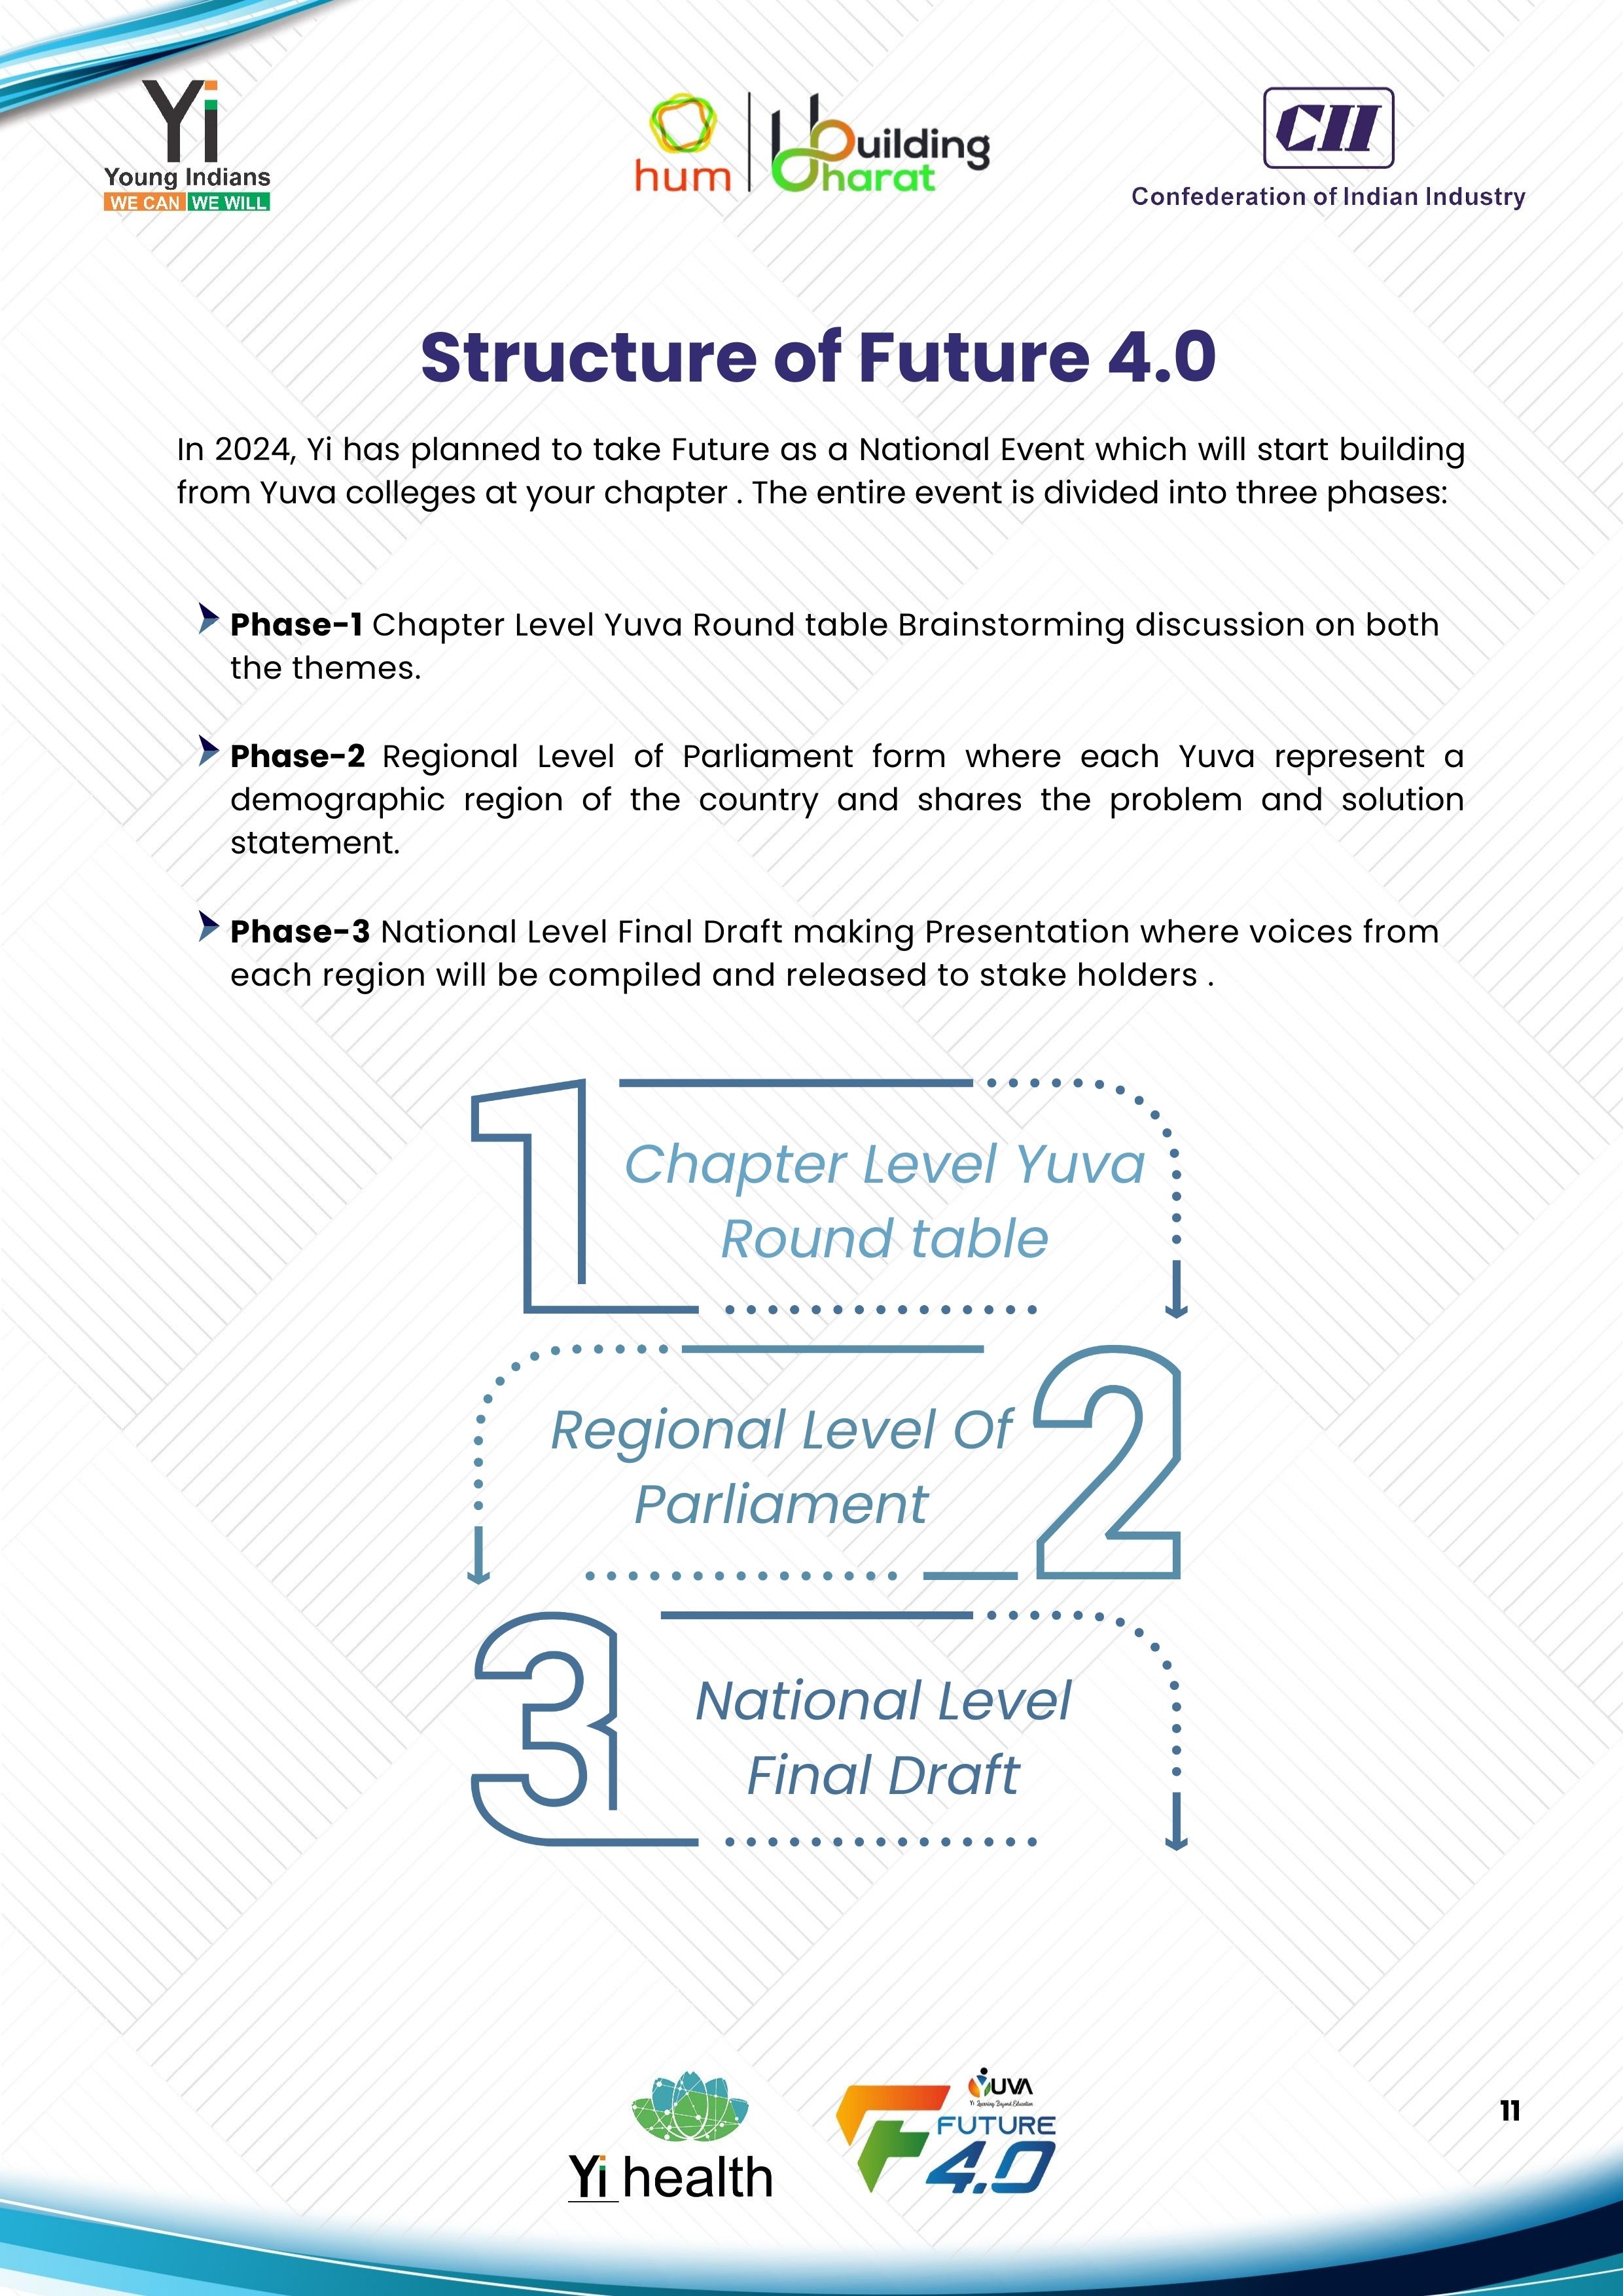 Yi
Young Indians
WE CAN WE WILL
hum
Building
Bharat
CII
Confederation of Indian Industry
Structure of Future 4.0
In 2024, Yi has planned to take Future as a National Event which will start building
from Yuva colleges at your chapter . The entire event is divided into three phases:
Phase-1 Chapter Level Yuva Round table Brainstorming discussion on both
the themes.
Phase-2 Regional Level of Parliament form where each Yuva represent a
demographic region of the country and shares the problem and solution
statement.
Phase-3 National Level Final Draft making Presentation where voices from
each region will be compiled and released to stake holders .
1
Chapter Level Yuva
Round table
Regional Level Of
Parliament
2
3
National Level
Final Draft
Yi health
YUVA
Yi Learning Beyond Education
FUTURE
4.0
11